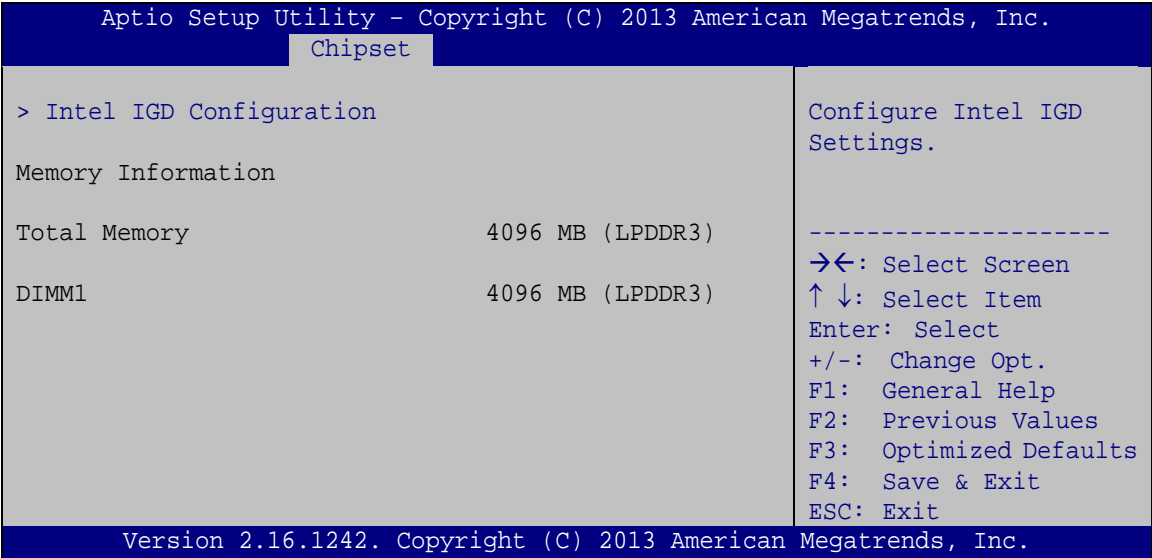 Aptio Setup Utility – Copyright (C) 2013 American Megatrends, Inc.
Chipset
> Intel IGD Configuration
Memory Information
Total Memory 4096 MB (LPDDR3)
DIMM1 4096 MB (LPDDR3)
Configure Intel IGD
Settings.
---------------------
→←: Select Screen
↑ ↓: Select Item
Enter: Select
+/-: Change Opt.
F1: General Help
F2: Previous Values
F3: Optimized Defaults
F4: Save & Exit
ESC: Exit
Version 2.16.1242. Copyright (C) 2013 American Megatrends, Inc.